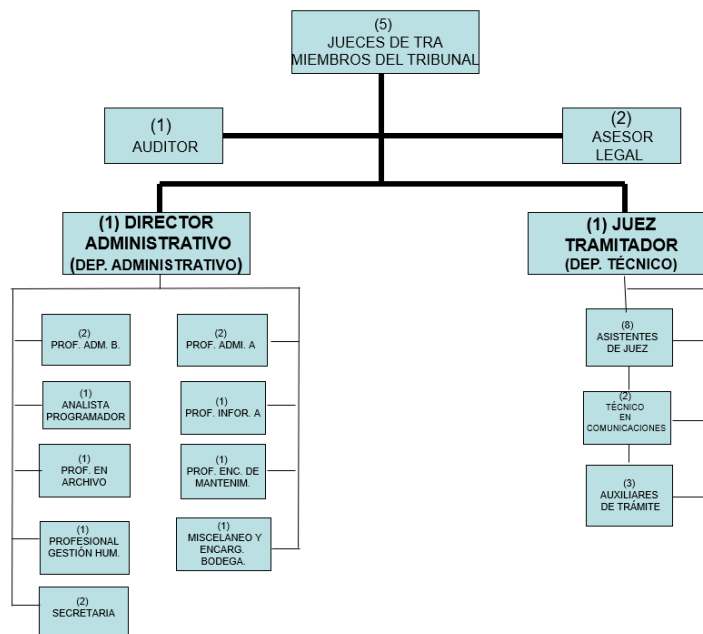 (5)
JUECES DE TRA
MIEMBROS DEL TRIBUNAL
(1)
AUDITOR
(2)
ASESOR
LEGAL
(1) DIRECTOR
ADMINISTRATIVO
(DEP. ADMINISTRATIVO)
(1) JUEZ
TRAMITADOR
(DEP. TÉCNICO)
(2)
PROF. ADM. B.
(2)
PROF. ADMI. A
(8)
ASISTENTES
DE JUEZ
(1)
ANALISTA
PROGRAMADOR
(1)
PROF. INFOR. A
(2)
TÉCNICO
EN
COMUNICACIONES
(1)
PROF. EN
ARCHIVO
(1)
PROF. ENC. DE
MANTENIM.
(3)
AUXILIARES
DE TRÁMITE
(1)
PROFESIONAL
GESTIÓN HUM.
(1)
MISCELANEO Y
ENCARG.
BODEGA.
(2)
SECRETARIA